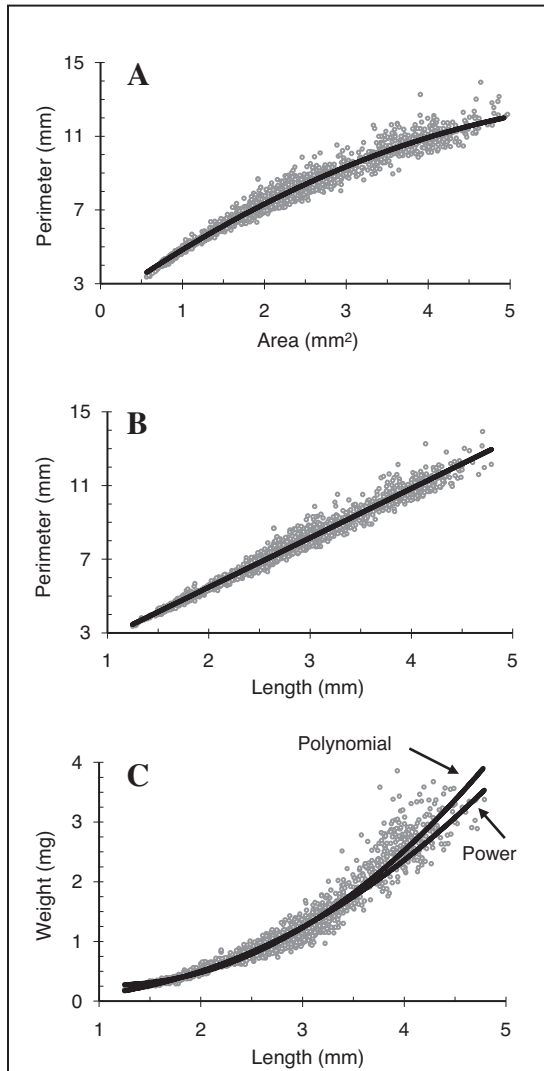 A
15
11
7
3
Perimeter (mm)
0 1 2 3 4 5
Area (mm²)
B
15
11
7
3
Perimeter (mm)
1 2 3 4 5
Length (mm)
C
Polynomial
Power
4
3
2
1
0
Weight (mg)
1 2 3 4 5
Length (mm)